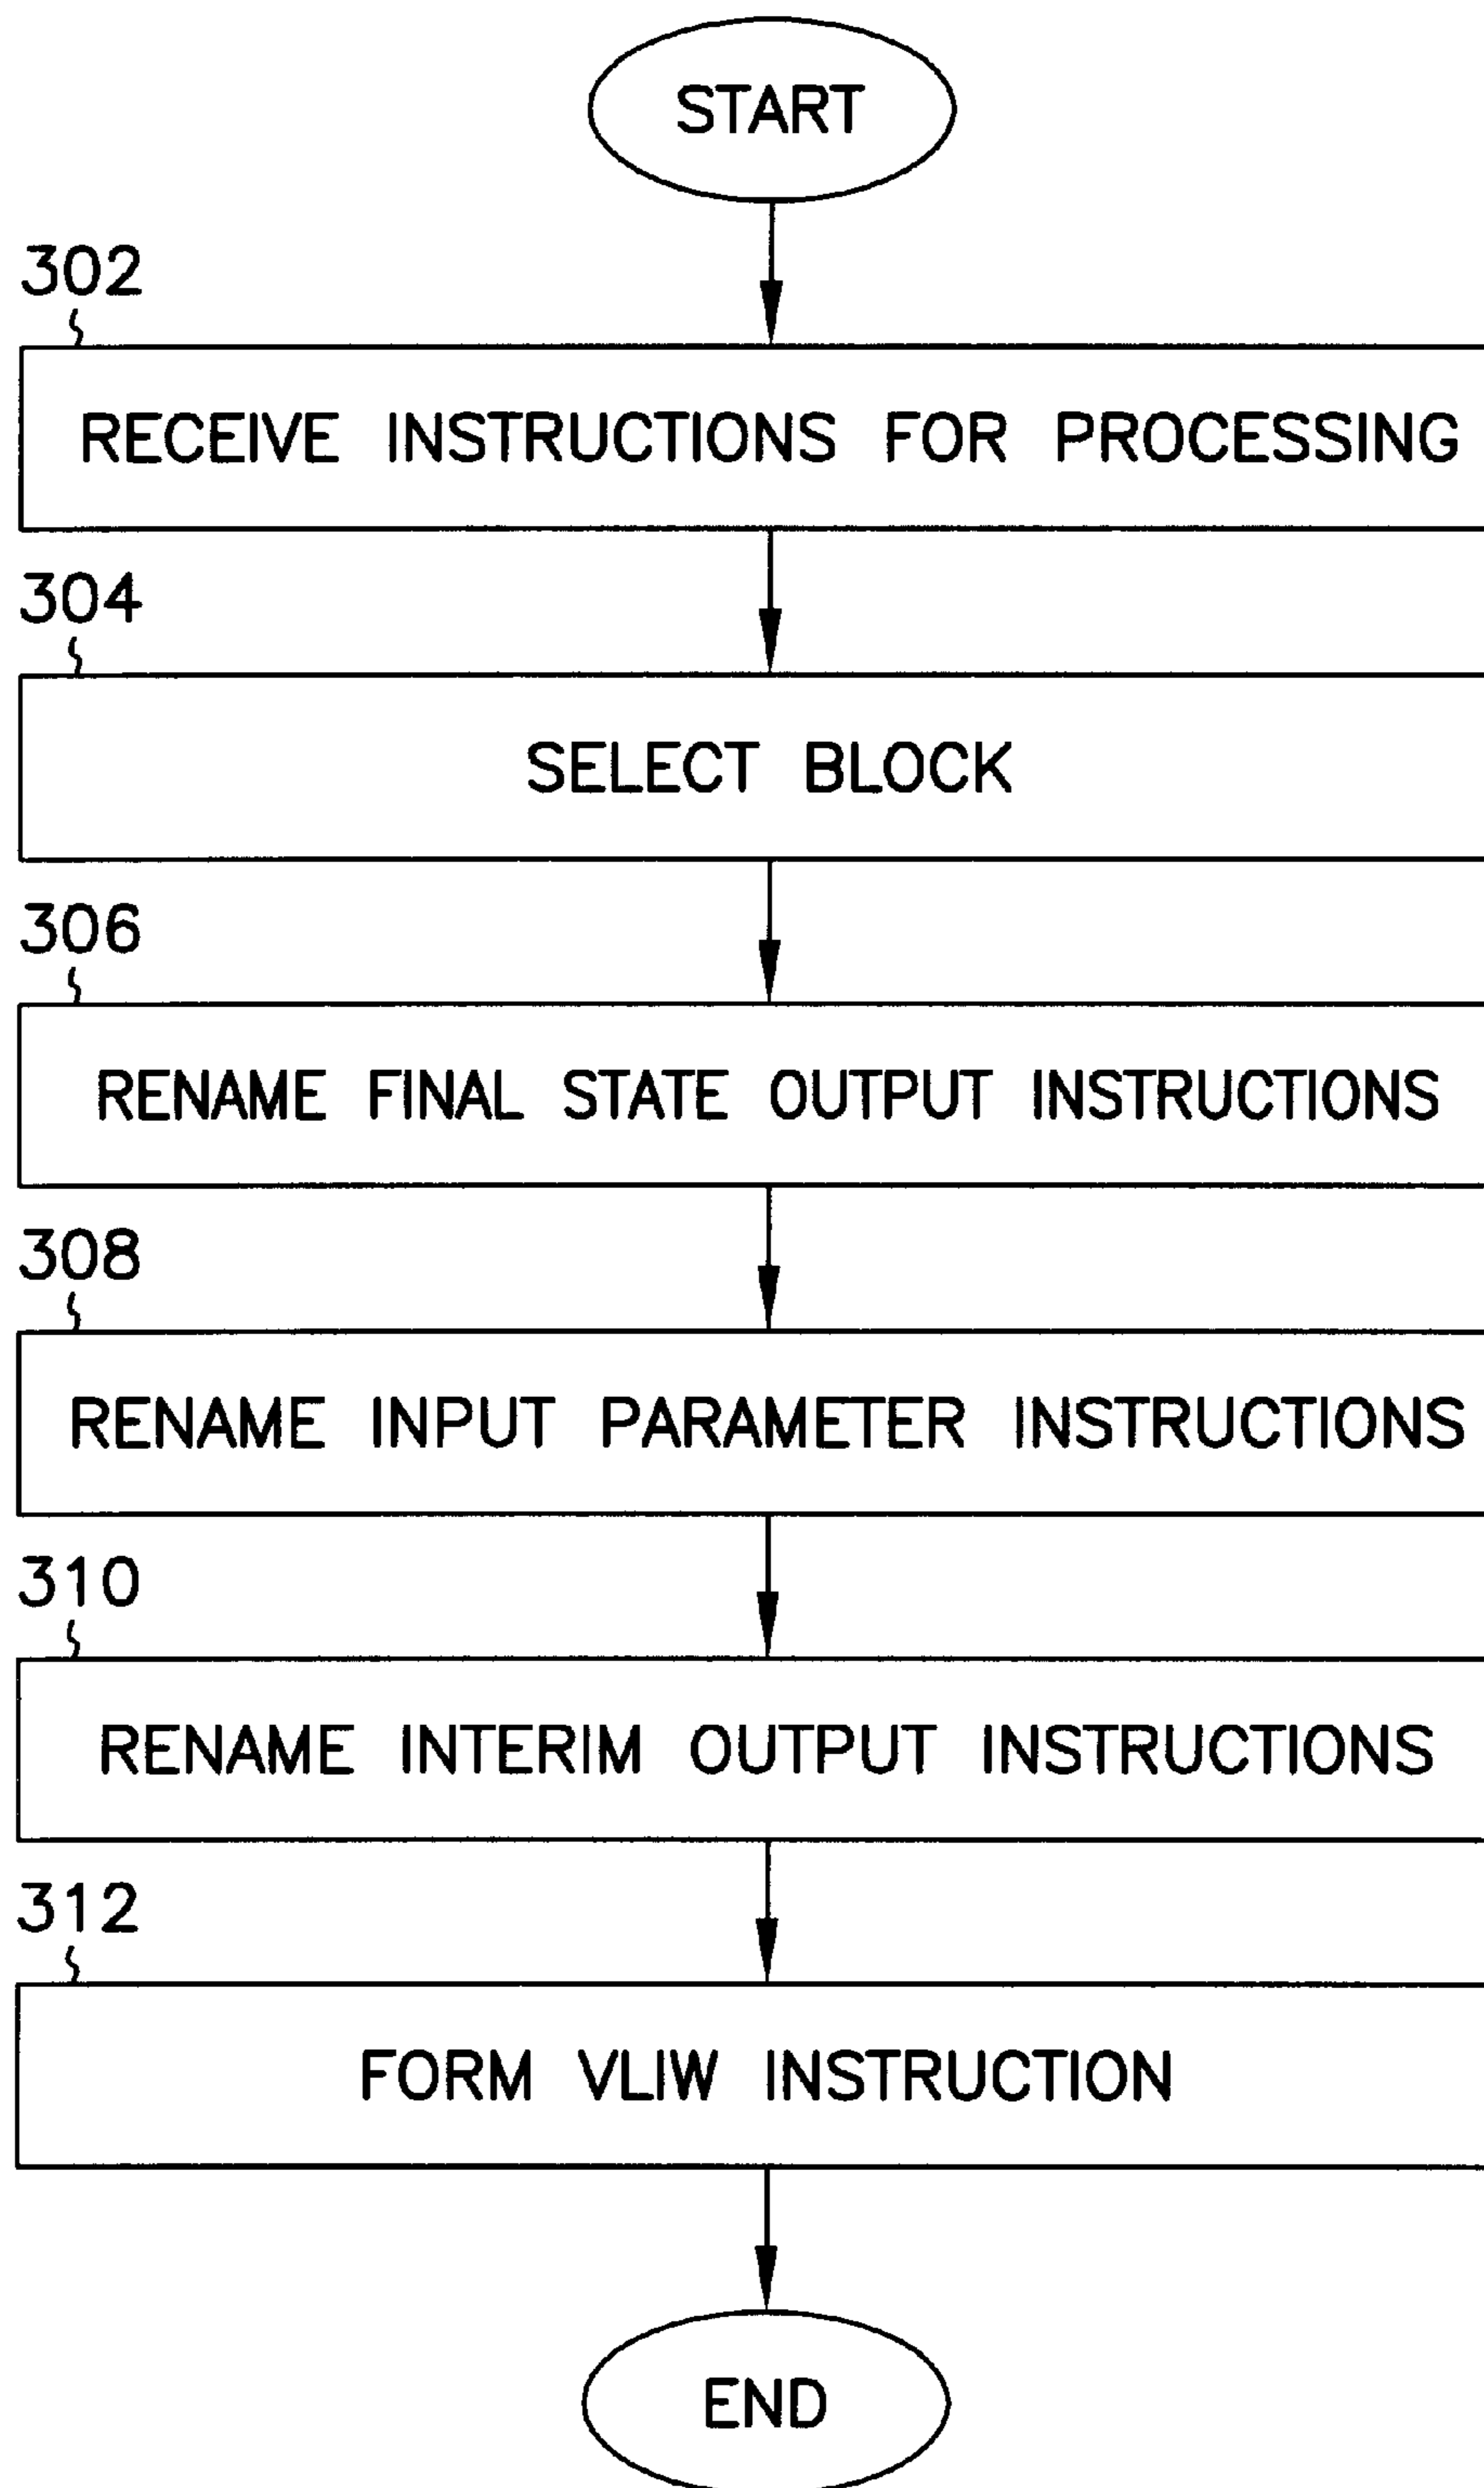 START
302
RECEIVE INSTRUCTIONS FOR PROCESSING
304
SELECT BLOCK
306
RENAME FINAL STATE OUTPUT INSTRUCTIONS
308
RENAME INPUT PARAMETER INSTRUCTIONS
310
RENAME INTERIM OUTPUT INSTRUCTIONS
312
FORM VLIW INSTRUCTION
END